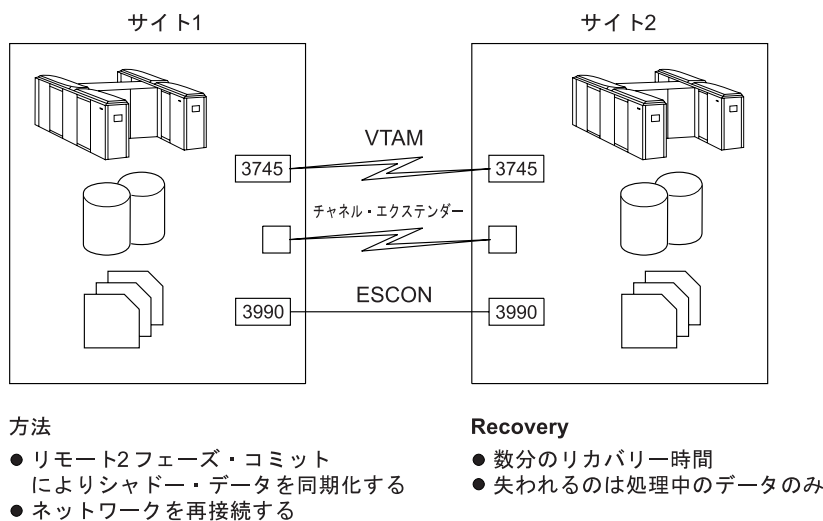 サイト1
サイト2
VTAM
3745
3745
チャネル・エクステンダー
ESCON
3990
3990
方法
● リモート2フェーズ・コミット
によりシャドー・データを同期化する
● ネットワークを再接続する
Recovery
● 数分のリカバリー時間
● 失われるのは処理中のデータのみ